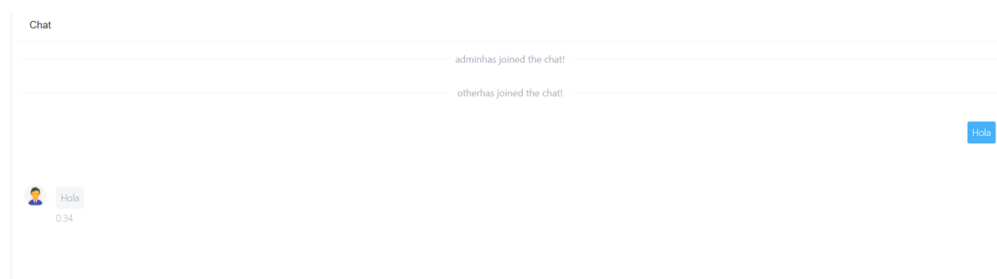 Chat
adminhas joined the chat!
otherhas joined the chat!
Hola
Hola
0:34